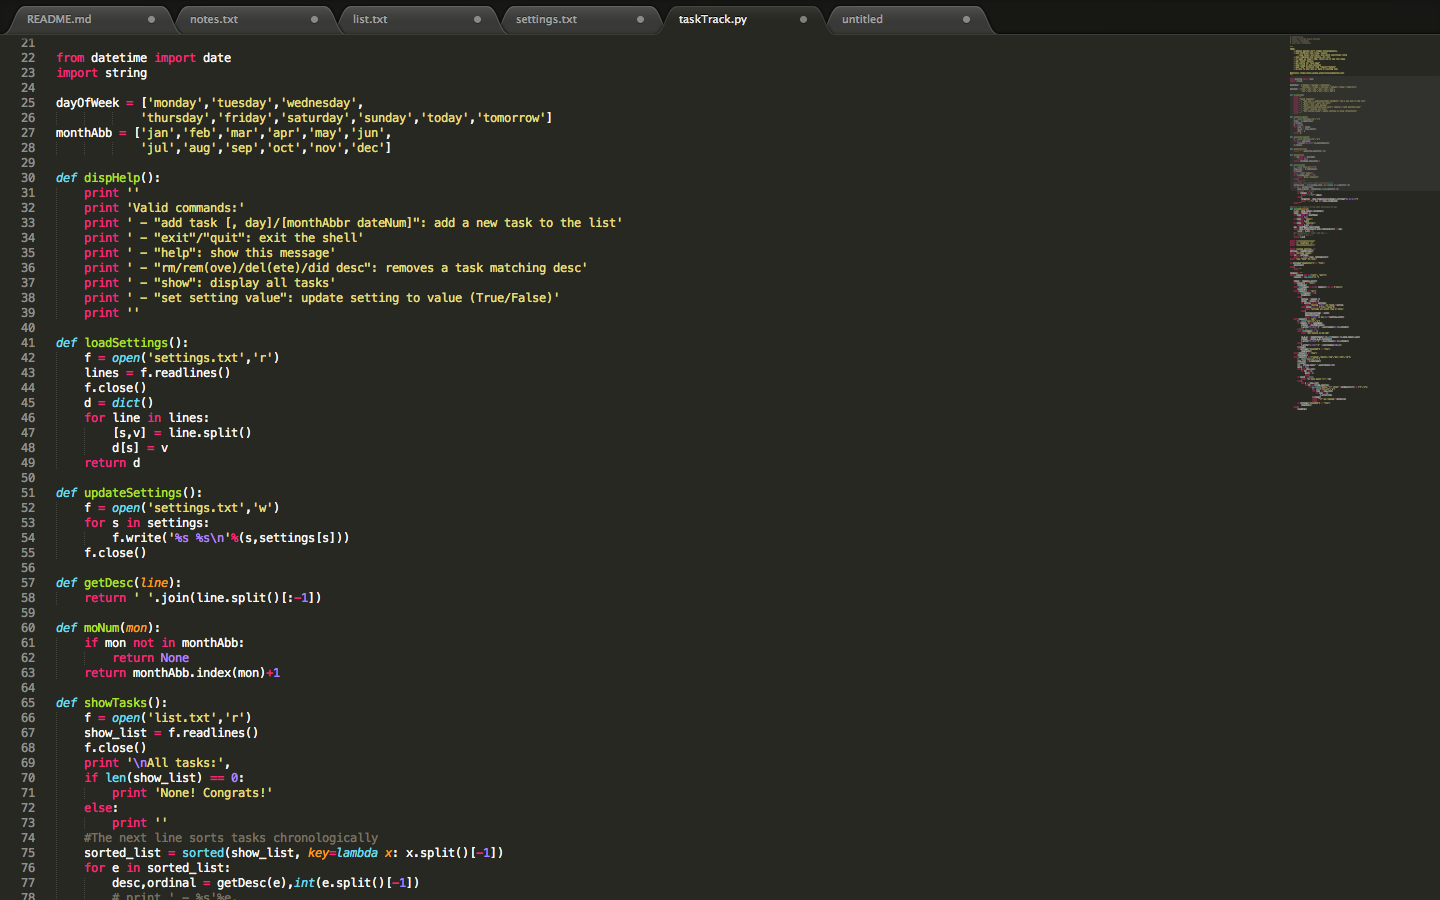 README.md notes.txt list.txt settings.txt taskTrack.py untitled
21
22 from datetime import date
23 import string
24
25 dayOfWeek = ['monday','tuesday','wednesday',
26 'thursday','friday','saturday','sunday','today','tomorrow']
27 monthAbb = ['jan','feb','mar','apr','may','jun',
28 'jul','aug','sep','oct','nov','dec']
29
30 def dispHelp():
31 print ''
32 print 'Valid commands:'
33 print ' - "add task [, day]/[monthAbbr dateNum]": add a new task to the list'
34 print ' - "exit"/"quit": exit the shell'
35 print ' - "help": show this message'
36 print ' - "rm/rem(ove)/del(ete)/did desc": removes a task matching desc'
37 print ' - "show": display all tasks'
38 print ' - "set setting value": update setting to value (True/False)'
39 print ''
40
41 def loadSettings():
42 f = open('settings.txt','r')
43 lines = f.readlines()
44 f.close()
45 d = dict()
46 for line in lines:
47 [s,v] = line.split()
48 d[s] = v
49 return d
50
51 def updateSettings():
52 f = open('settings.txt','w')
53 for s in settings:
54 f.write('%s %s\n'%(s,settings[s]))
55 f.close()
56
57 def getDesc(line):
58 return ' '.join(line.split()[:-1])
59
60 def moNum(mon):
61 if mon not in monthAbb:
62 return None
63 return monthAbb.index(mon)+1
64
65 def showTasks():
66 f = open('list.txt','r')
67 show_list = f.readlines()
68 f.close()
69 print '\nAll tasks:',
70 if len(show_list) == 0:
71 print 'None! Congrats!'
72 else:
73 print ''
74 #The next line sorts tasks chronologically
75 sorted_list = sorted(show_list, key=lambda x: x.split()[-1])
76 for e in sorted_list:
77 desc,ordinal = getDesc(e),int(e.split()[-1])
78 # print ' - %s'%e,